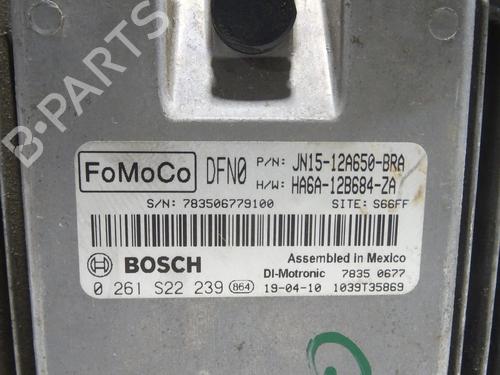 B-PARTS
FoMoCo DFN0 P/N: JN15-12A650-BRA
H/W: HA6A-12B684-ZA
S/N: 783506779100 SITE: S66FF
BOSCH Assembled in Mexico
DI-Motronic 7835 0677
0 261 S22 239 864 19-04-10 1039T35869